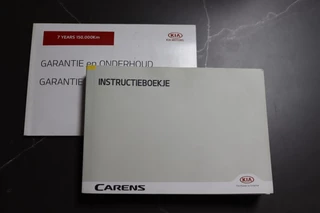 7 YEARS 150.000Km
KIA
GARANTIE en ONDERHOUD
GARANTIE
INSTRUCTIEBOEKJE
CARENS
KIA